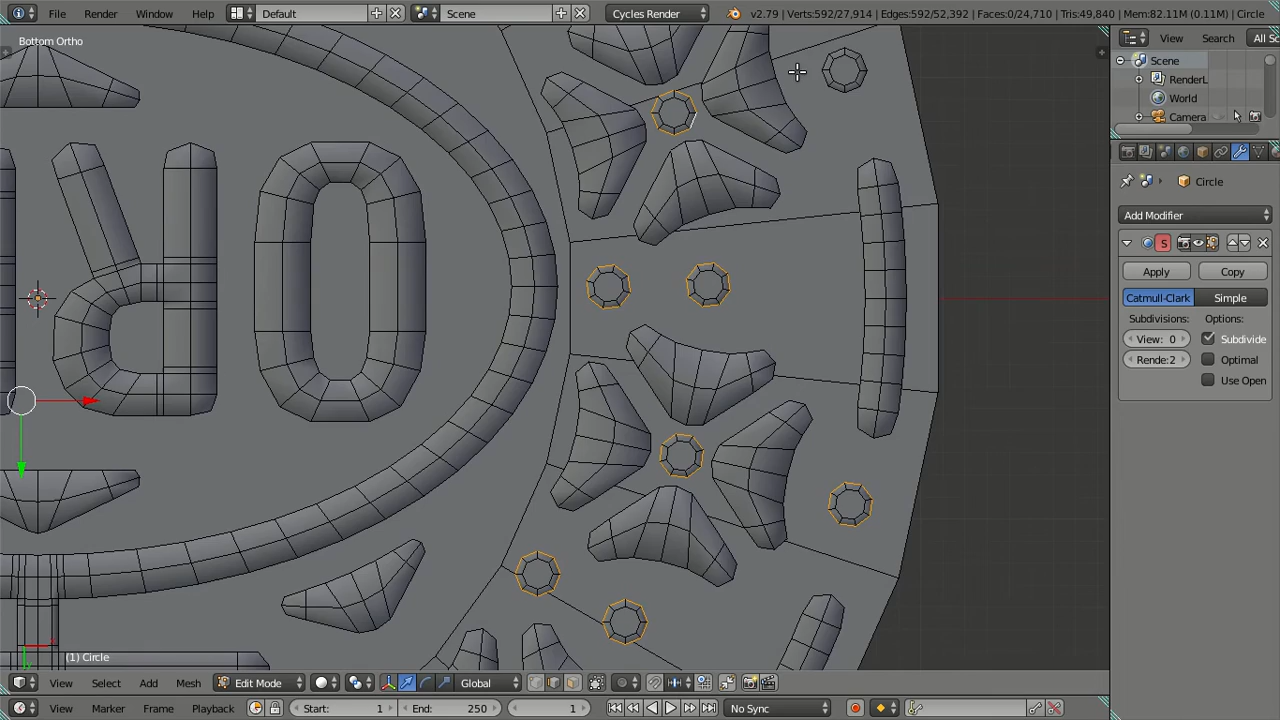 File Render Window Help Default Scene Cycles Render v2.79 | Verts:592/27,914 | Edges:592/52,392 | Faces:0/24,710 | Tris:49,840 | Mem:82.11M (0.11M) | Circle
Bottom Ortho
View Search All Sc
Scene
RenderL
World
Camera
Circle
Add Modifier
S
Apply Copy
Catmull-Clark Simple
Subdivisions: Options:
View: 0 Subdivide
Rende: 2 Optimal
Use Open
(1) Circle
View Select Add Mesh Edit Mode Global
View Marker Frame Playback Start: 1 End: 250 1 No Sync